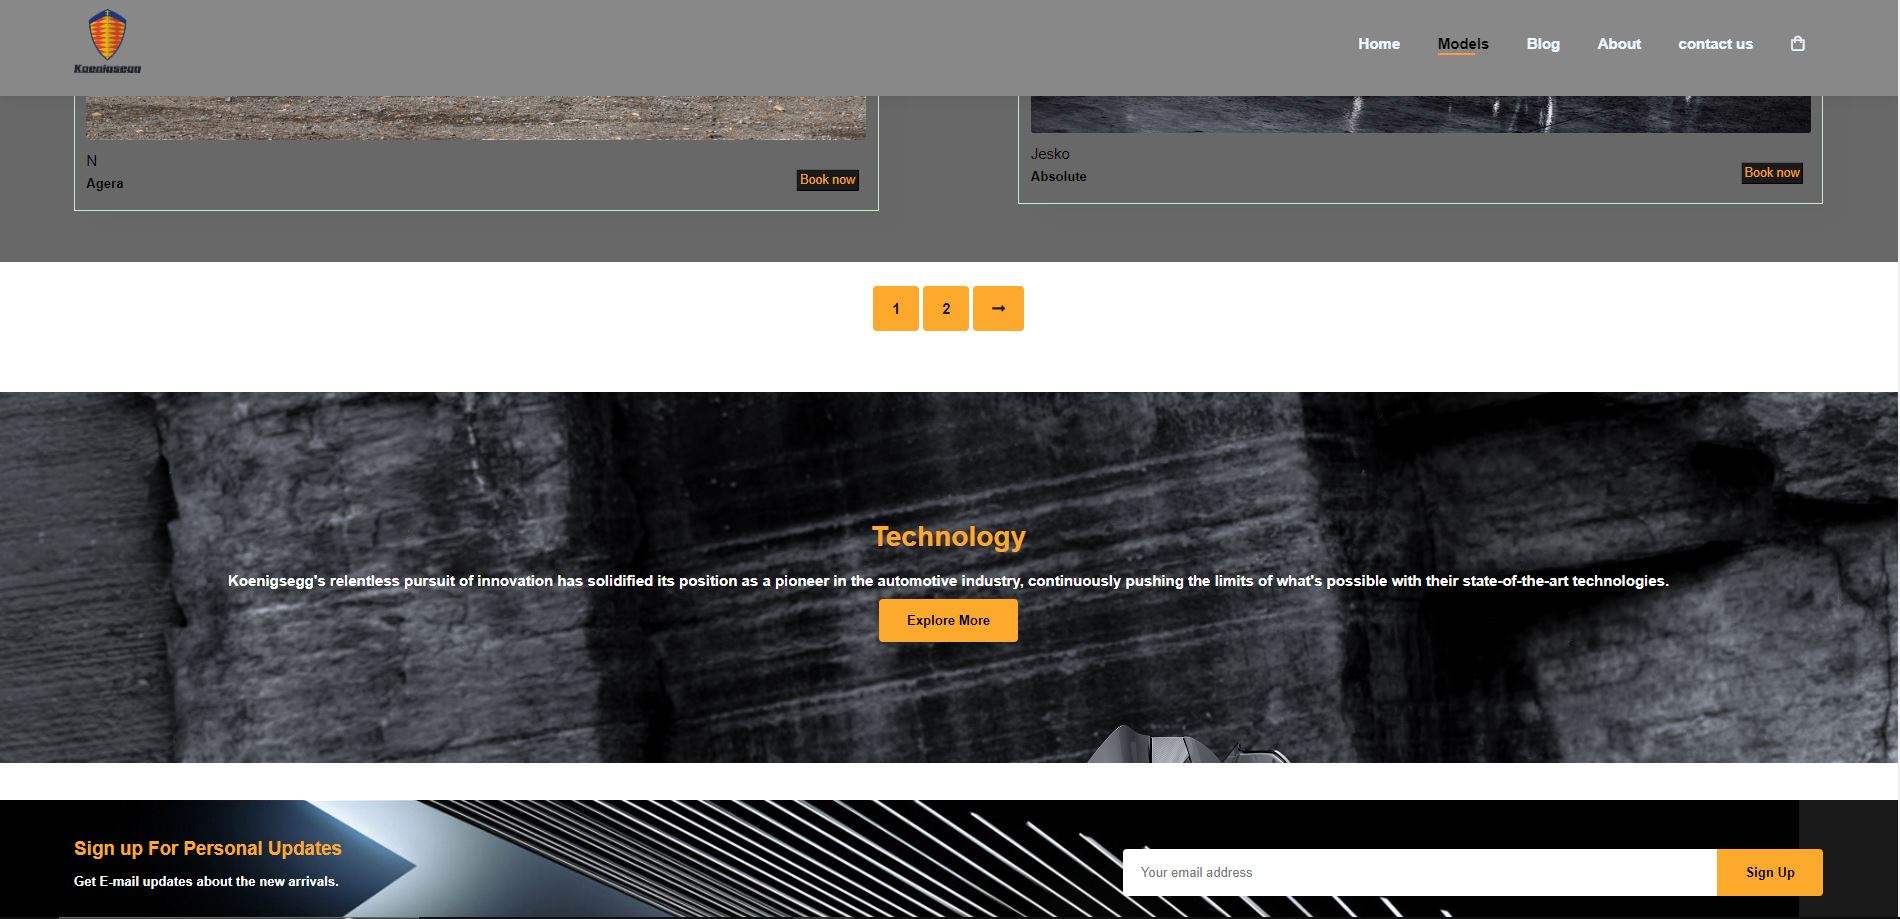 Koenigsegg
Home Models Blog About contact us
N
Agera
Book now
Jesko
Absolute
Book now
1 2 →
Technology
Koenigsegg's relentless pursuit of innovation has solidified its position as a pioneer in the automotive industry, continuously pushing the limits of what's possible with their state-of-the-art technologies.
Explore More
Sign up For Personal Updates
Get E-mail updates about the new arrivals.
Your email address
Sign Up